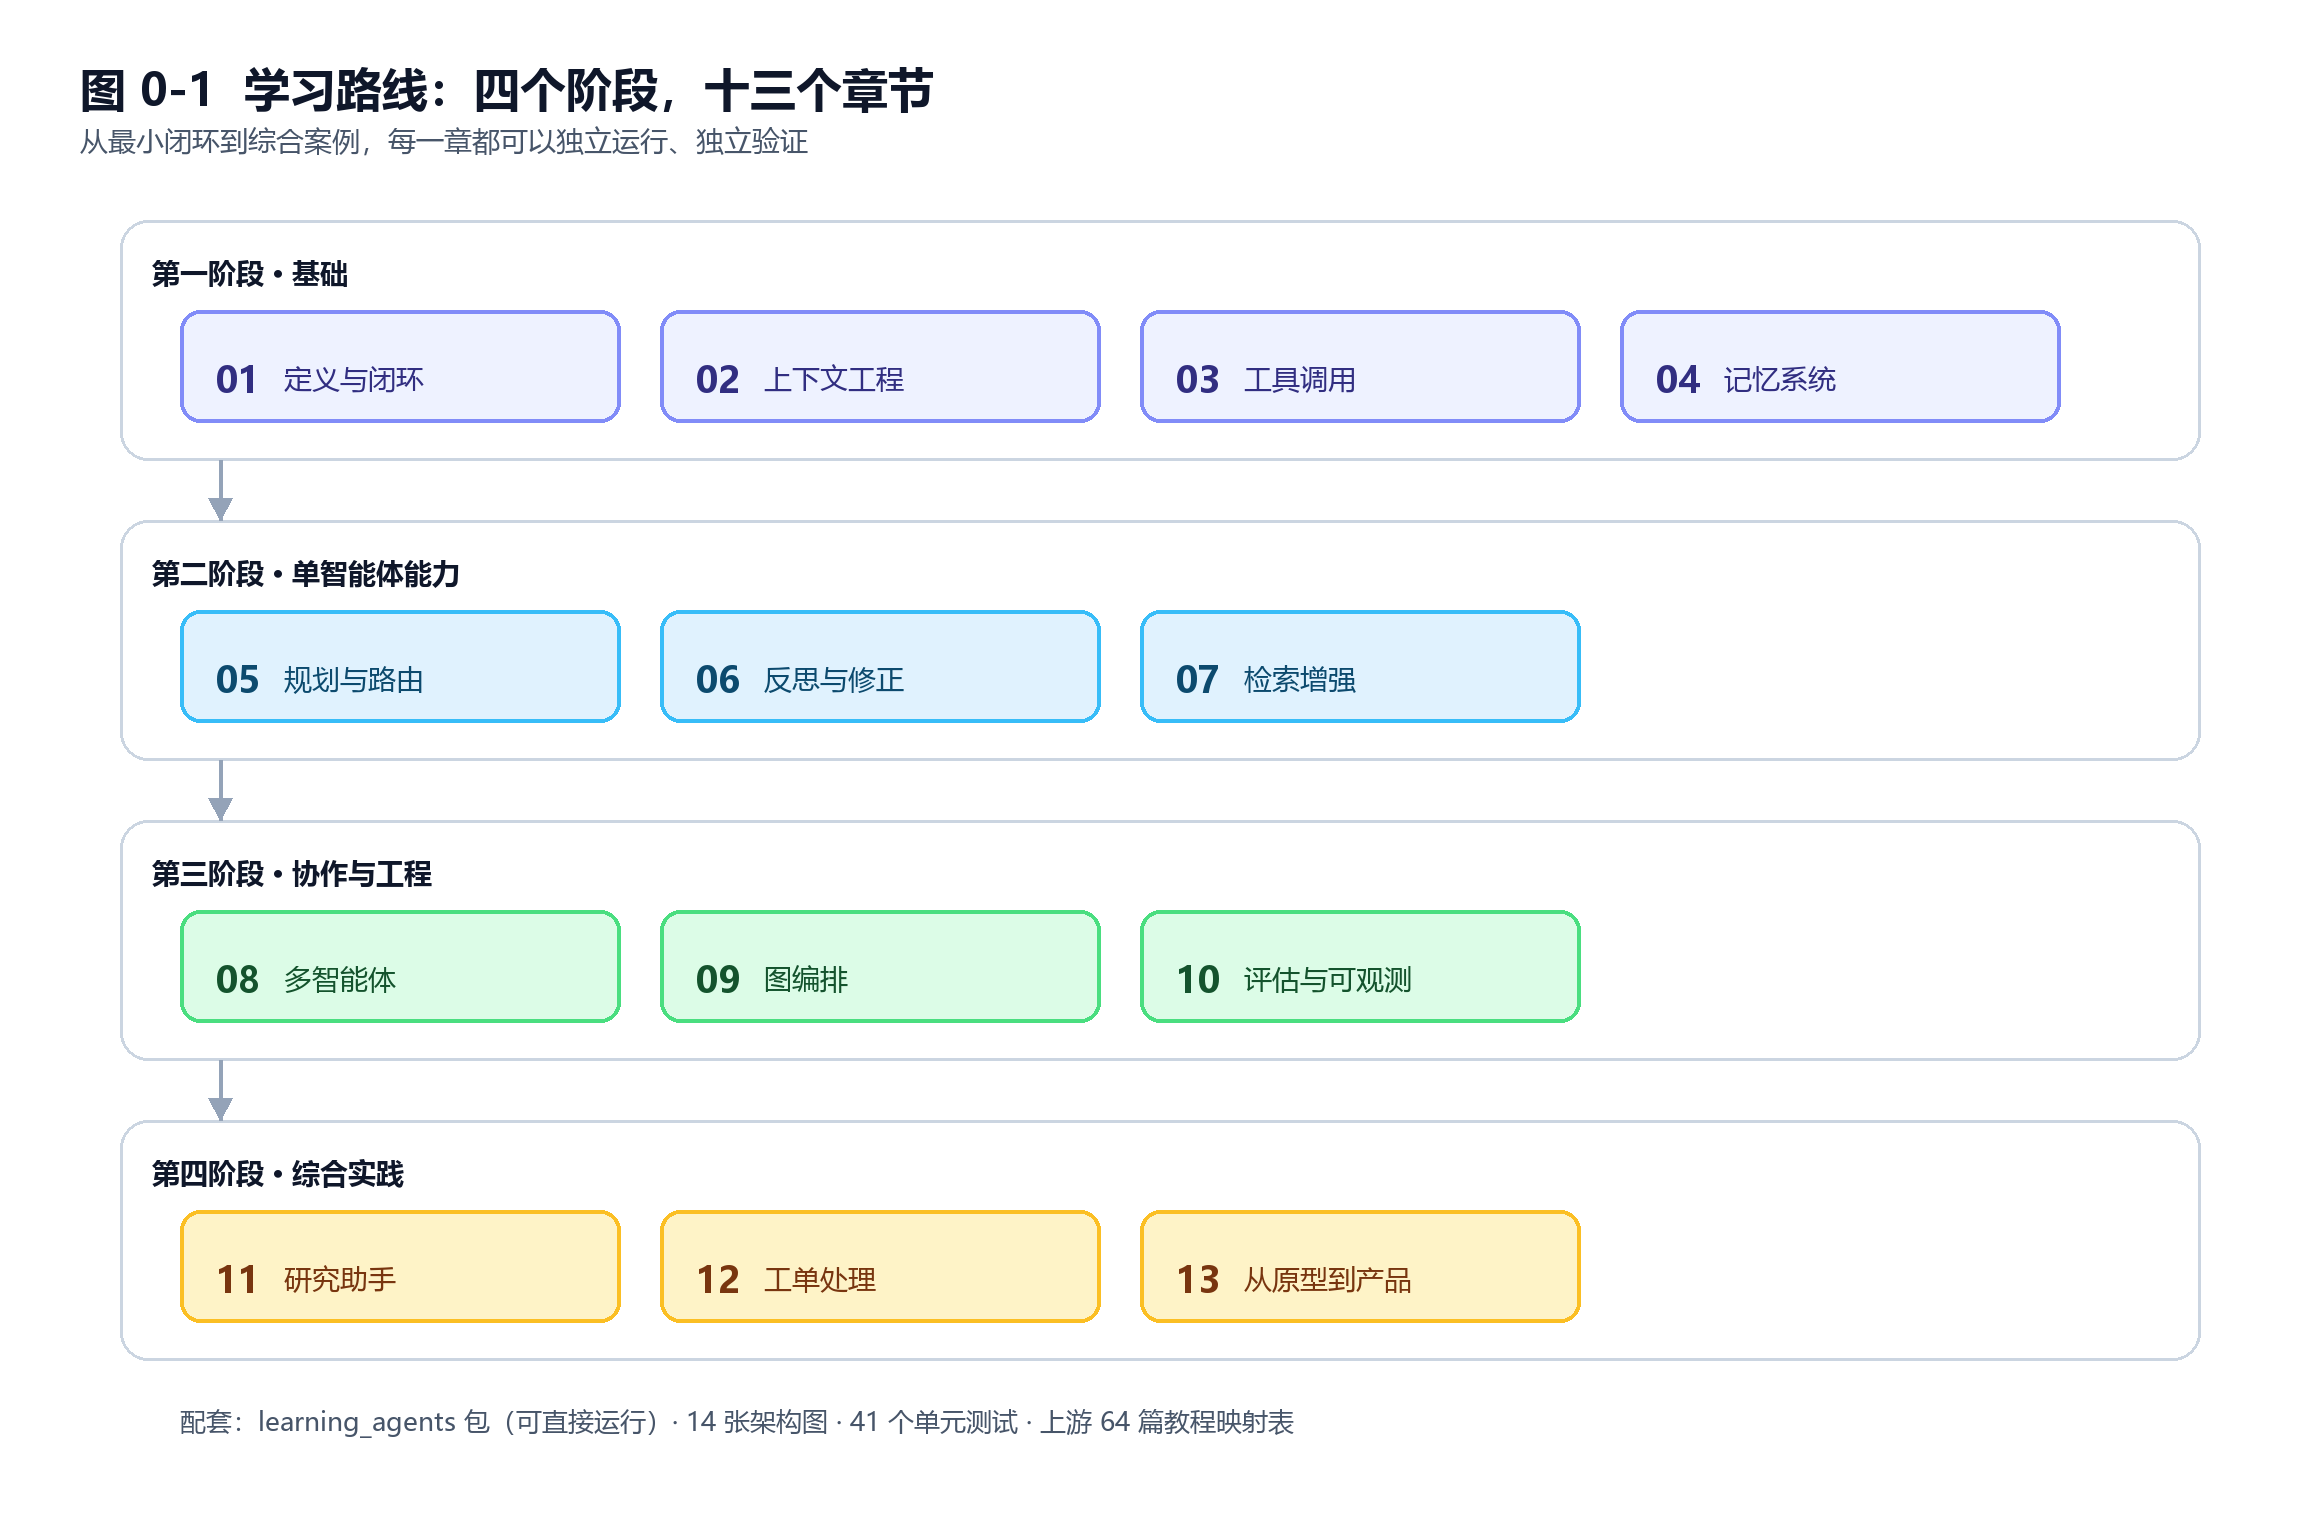 图 0-1 学习路线：四个阶段，十三个章节
从最小闭环到综合案例，每一章都可以独立运行、独立验证
第一阶段 · 基础
01 定义与闭环
02 上下文工程
03 工具调用
04 记忆系统
第二阶段 · 单智能体能力
05 规划与路由
06 反思与修正
07 检索增强
第三阶段 · 协作与工程
08 多智能体
09 图编排
10 评估与可观测
第四阶段 · 综合实践
11 研究助手
12 工单处理
13 从原型到产品
配套：learning_agents 包（可直接运行）· 14 张架构图 · 41 个单元测试 · 上游 64 篇教程映射表